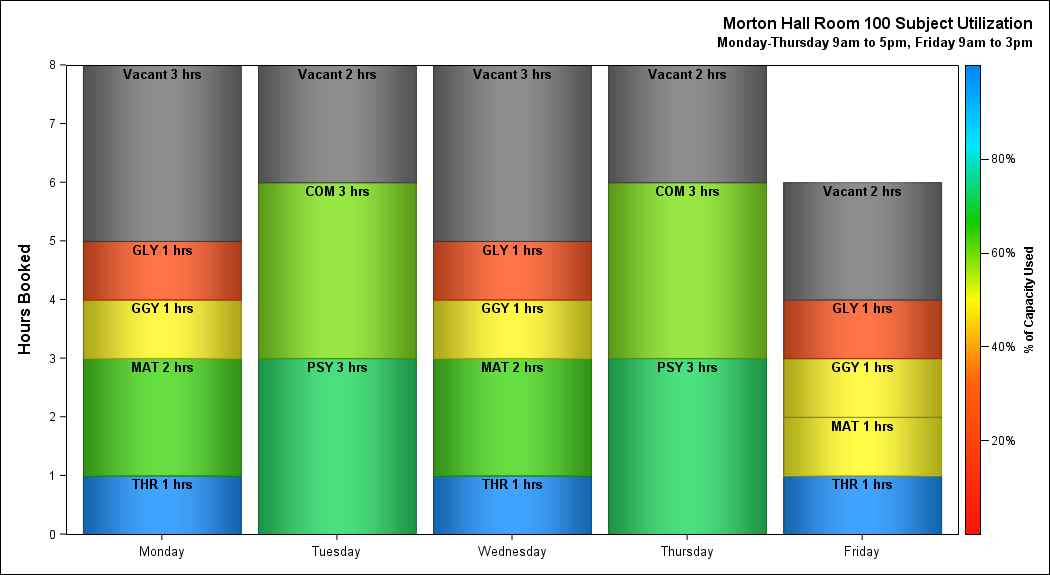 Morton Hall Room 100 Subject Utilization
Monday-Thursday 9am to 5pm, Friday 9am to 3pm
Hours Booked
8
7
6
5
4
3
2
1
0
Vacant 3 hrs
GLY 1 hrs
GGY 1 hrs
MAT 2 hrs
THR 1 hrs
Vacant 2 hrs
COM 3 hrs
PSY 3 hrs
Vacant 3 hrs
GLY 1 hrs
GGY 1 hrs
MAT 2 hrs
THR 1 hrs
Vacant 2 hrs
COM 3 hrs
PSY 3 hrs
Vacant 2 hrs
GLY 1 hrs
GGY 1 hrs
MAT 1 hrs
THR 1 hrs
Monday
Tuesday
Wednesday
Thursday
Friday
80%
60%
40%
20%
% of Capacity Used